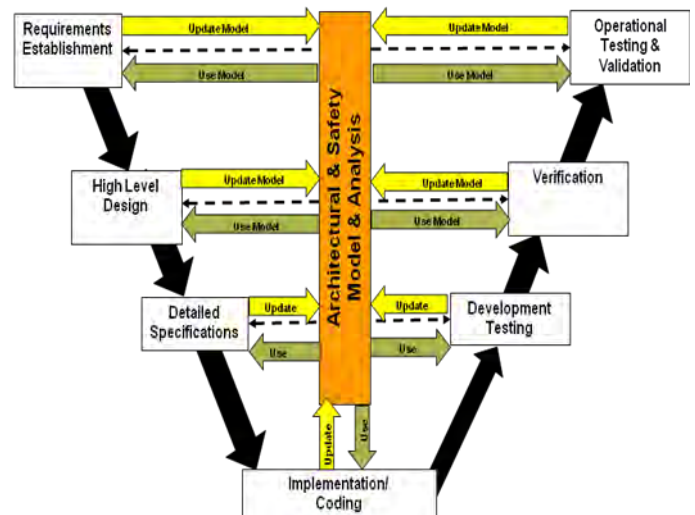 Requirements
Establishment
Update Model
Update Model
Operational
Testing &
Validation
Use Model
Use Model
Architectural & Safety
Model & Analysis
High Level
Design
Update Model
Update Model
Verification
Use Model
Use Model
Detailed
Specifications
Update
Update
Development
Testing
Use
Use
Update
Use
Implementation/
Coding